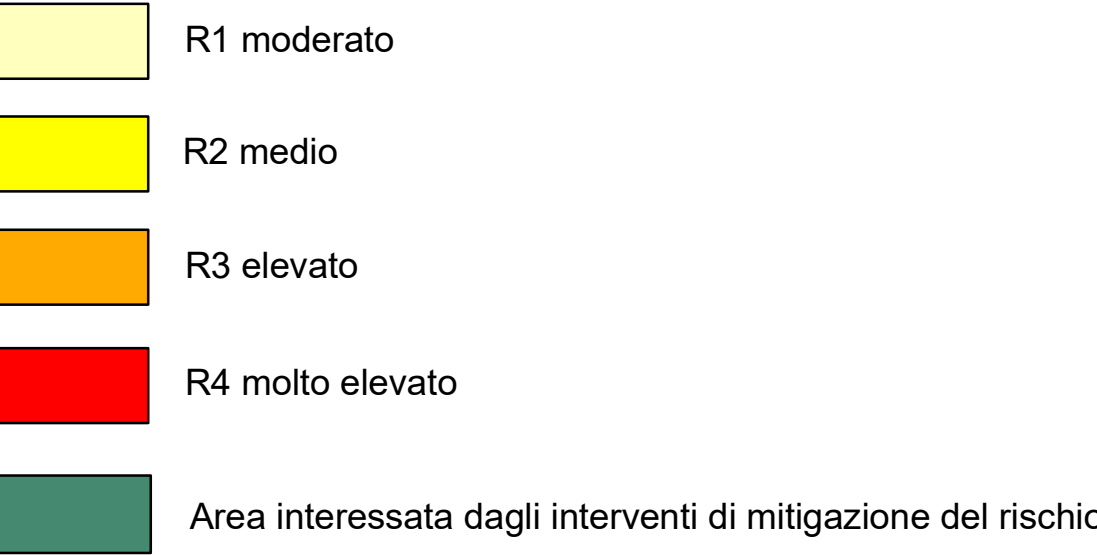 R1 moderato
R2 medio
R3 elevato
R4 molto elevato
Area interessata dagli interventi di mitigazione del rischio